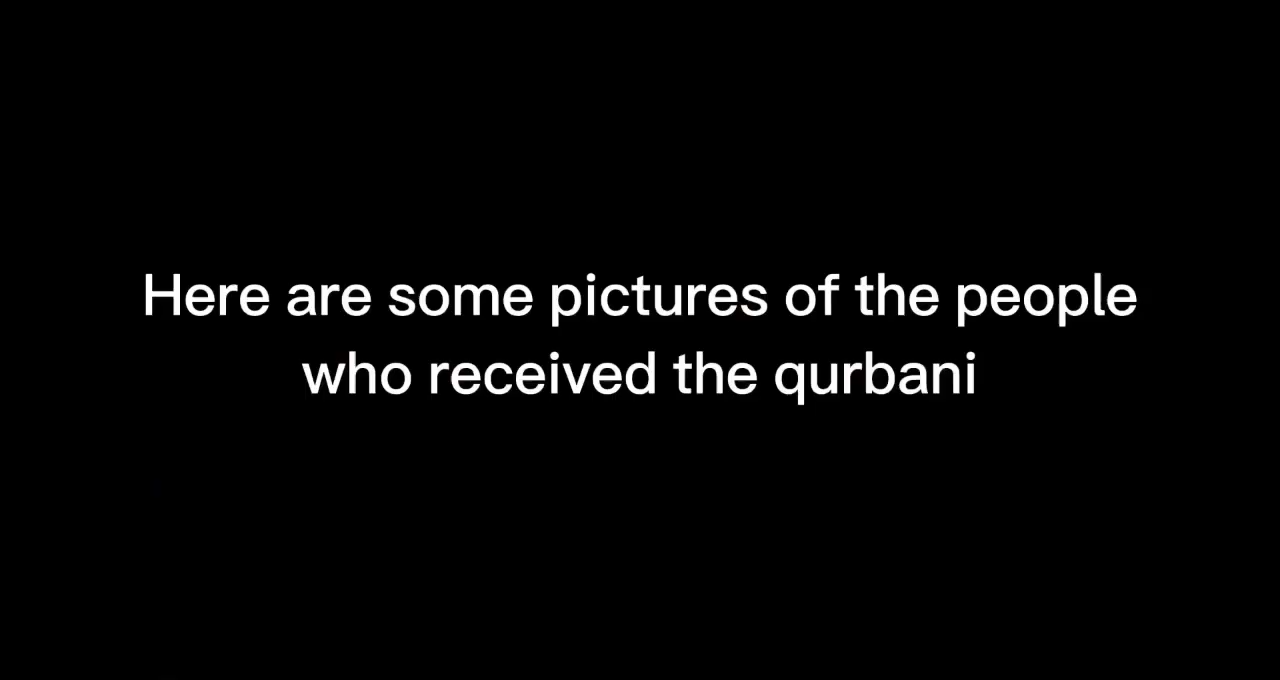 Here are some pictures of the people
who received the qurbani